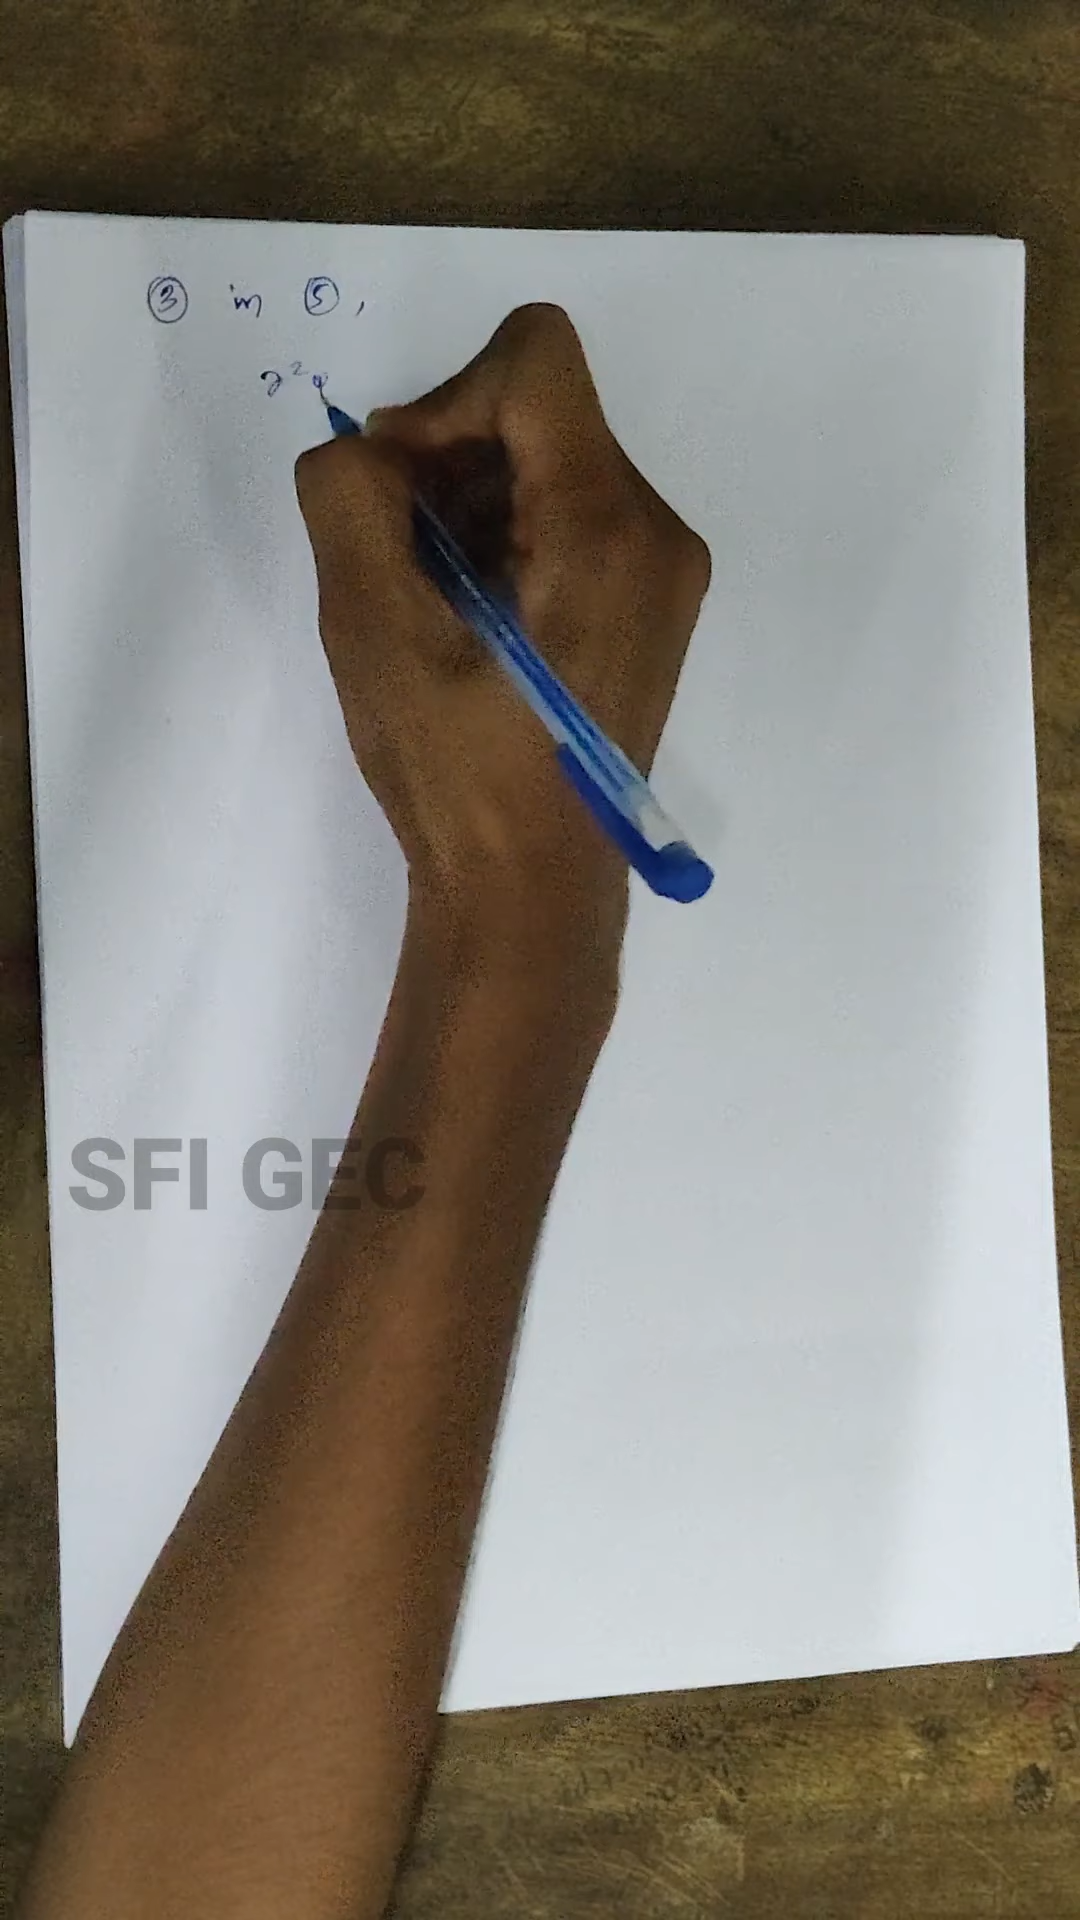 ③ in ⑤,
∂²φ
SFI GEC